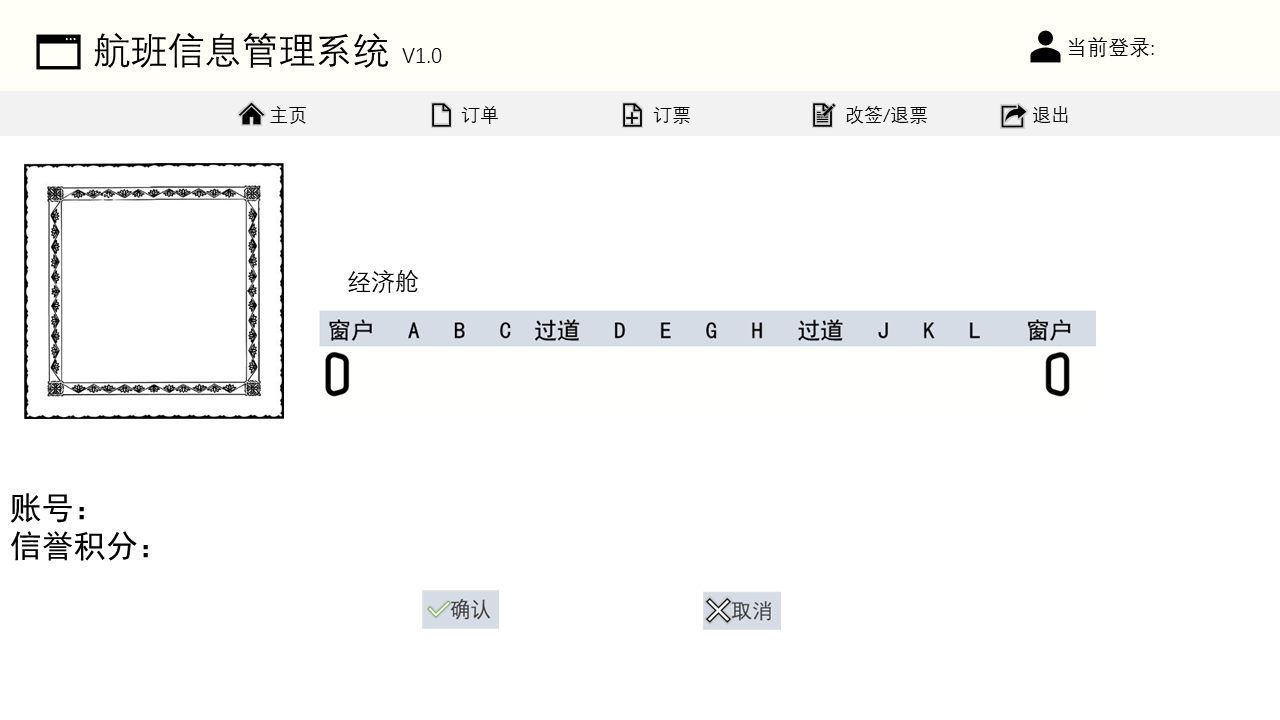 航班信息管理系统 V1.0
当前登录:
主页 订单 订票 改签/退票 退出
经济舱
窗户 A B C 过道 D E G H 过道 J K L 窗户
账号：
信誉积分：
确认 取消